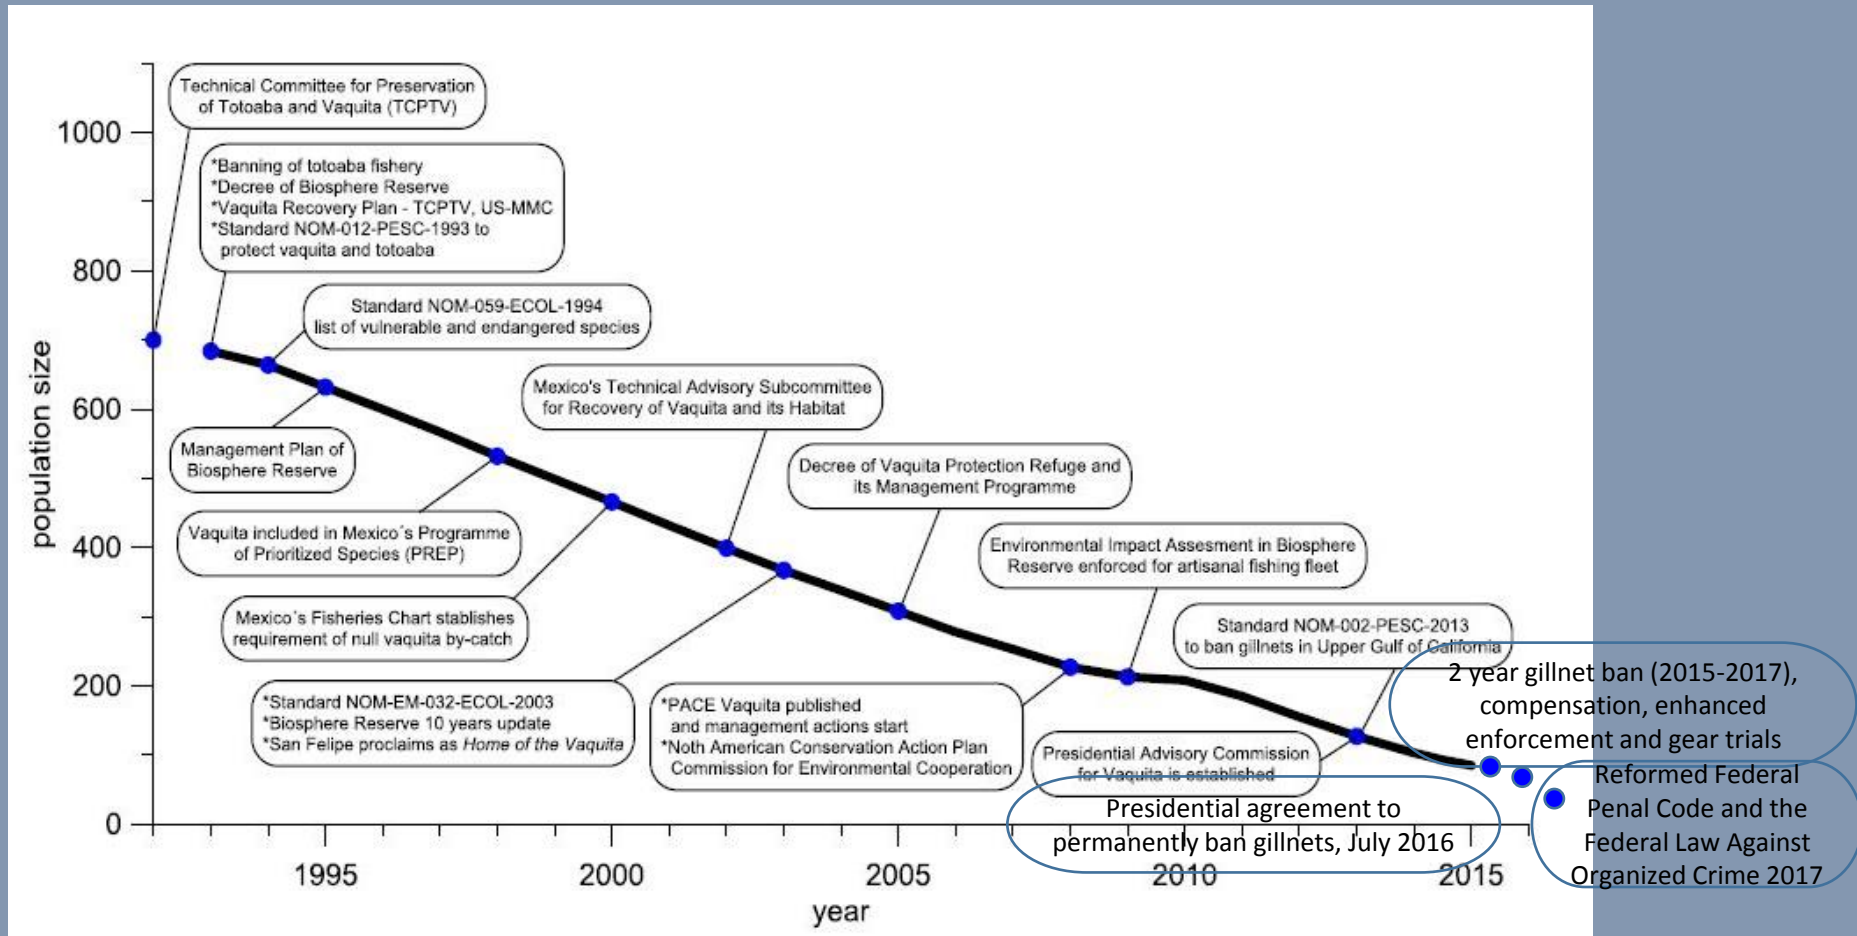 Technical Committee for Preservation
of Totoaba and Vaquita (TCPTV)
1000
*Banning of totoaba fishery
*Decree of Biosphere Reserve
*Vaquita Recovery Plan - TCPTV, US-MMC
*Standard NOM-012-PESC-1993 to
protect vaquita and totoaba
800
Standard NOM-059-ECOL-1994
list of vulnerable and endangered species
population size
600
Mexico's Technical Advisory Subcommittee
for Recovery of Vaquita and its Habitat
Management Plan of
Biosphere Reserve
Decree of Vaquita Protection Refuge and
its Management Programme
Vaquita included in Mexico´s Programme
of Prioritized Species (PREP)
400
Environmental Impact Assesment in Biosphere
Reserve enforced for artisanal fishing fleet
Mexico´s Fisheries Chart stablishes
requirement of null vaquita by-catch
Standard NOM-002-PESC-2013
to ban gillnets in Upper Gulf of California
200
*Standard NOM-EM-032-ECOL-2003
*Biosphere Reserve 10 years update
*San Felipe proclaims as Home of the Vaquita
*PACE Vaquita published
and management actions start
*Noth American Conservation Action Plan
Commission for Environmental Cooperation
2 year gillnet ban (2015-2017),
compensation, enhanced
enforcement and gear trials
Presidential Advisory Commission
for Vaquita is established
Presidential agreement to
permanently ban gillnets, July 2016
Reformed Federal
Penal Code and the
Federal Law Against
Organized Crime 2017
0
1995
2000
2005
2010
2015
year